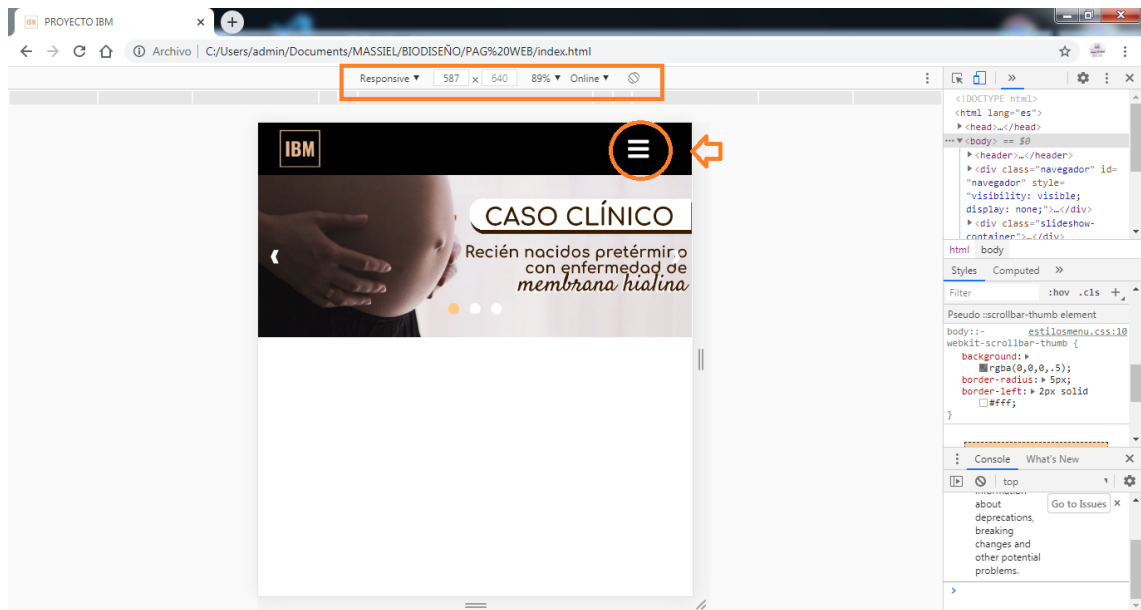 IBM PROYECTO IBM
Archivo | C:/Users/admin/Documents/MASSIEL/BIODISEÑO/PAG%20WEB/index.html
Responsive 587 x 640 89% Online
IBM
CASO CLÍNICO
Recién nacidos pretérmino
con enfermedad de
membrana hialina
<!DOCTYPE html>
<html lang="es">
<head>…</head>
<body> == $0
<header>…</header>
<div class="navegador" id=
"navegador" style=
"visibility: visible;
display: none;">…</div>
<div class="slideshow-
container">…</div>
html body
Styles Computed
Filter :hov .cls +
Pseudo ::scrollbar-thumb element
body::- estilosmenu.css:10
webkit-scrollbar-thumb {
background:
rgba(0,0,0,.5);
border-radius: 5px;
border-left: 2px solid
#fff;
}
Console What's New
top
information
about
deprecations,
breaking
changes and
other potential
problems.
Go to Issues